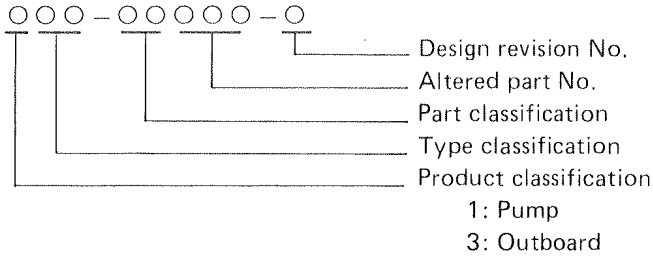 ○○○-○○○○○-○
Design revision No.
Altered part No.
Part classification
Type classification
Product classification
1: Pump
3: Outboard